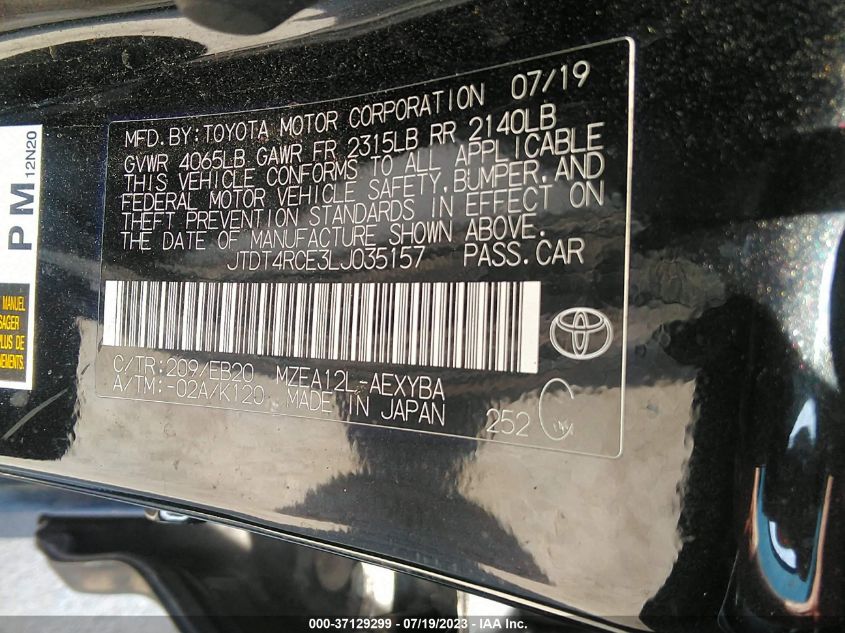 MFD. BY: TOYOTA MOTOR CORPORATION 07/19
GVWR 4065LB GAWR FR 2315LB RR 2140LB
THIS VEHICLE CONFORMS TO ALL APPLICABLE
FEDERAL MOTOR VEHICLE SAFETY, BUMPER, AND
THEFT PREVENTION STANDARDS IN EFFECT ON
THE DATE OF MANUFACTURE SHOWN ABOVE.
JTDT4RCE3LJ035157 PASS. CAR
C/TR:209/EB20 MZEA12L-AEXYBA
A/TM:-02A/K120 MADE IN JAPAN
252
PM
12N20
MANUEL
PLUS DE
000-37129299 - 07/19/2023 - IAA Inc.